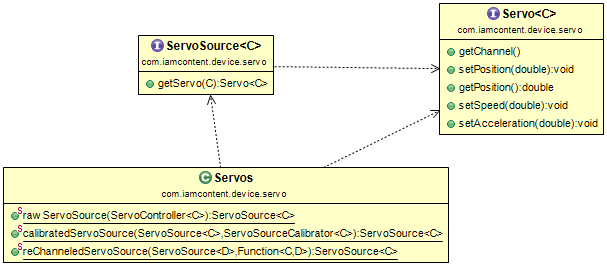 I ServoSource<C>
com.iamcontent.device.servo
getServo(C):Servo<C>
I Servo<C>
com.iamcontent.device.servo
getChannel()
setPosition(double):void
getPosition():double
setSpeed(double):void
setAcceleration(double):void
C Servos
com.iamcontent.device.servo
S raw ServoSource(ServoController<C>):ServoSource<C>
S calibratedServoSource(ServoSource<C>,ServoSourceCalibrator<C>):ServoSource<C>
S reChanneledServoSource(ServoSource<D>,Function<C,D>):ServoSource<C>